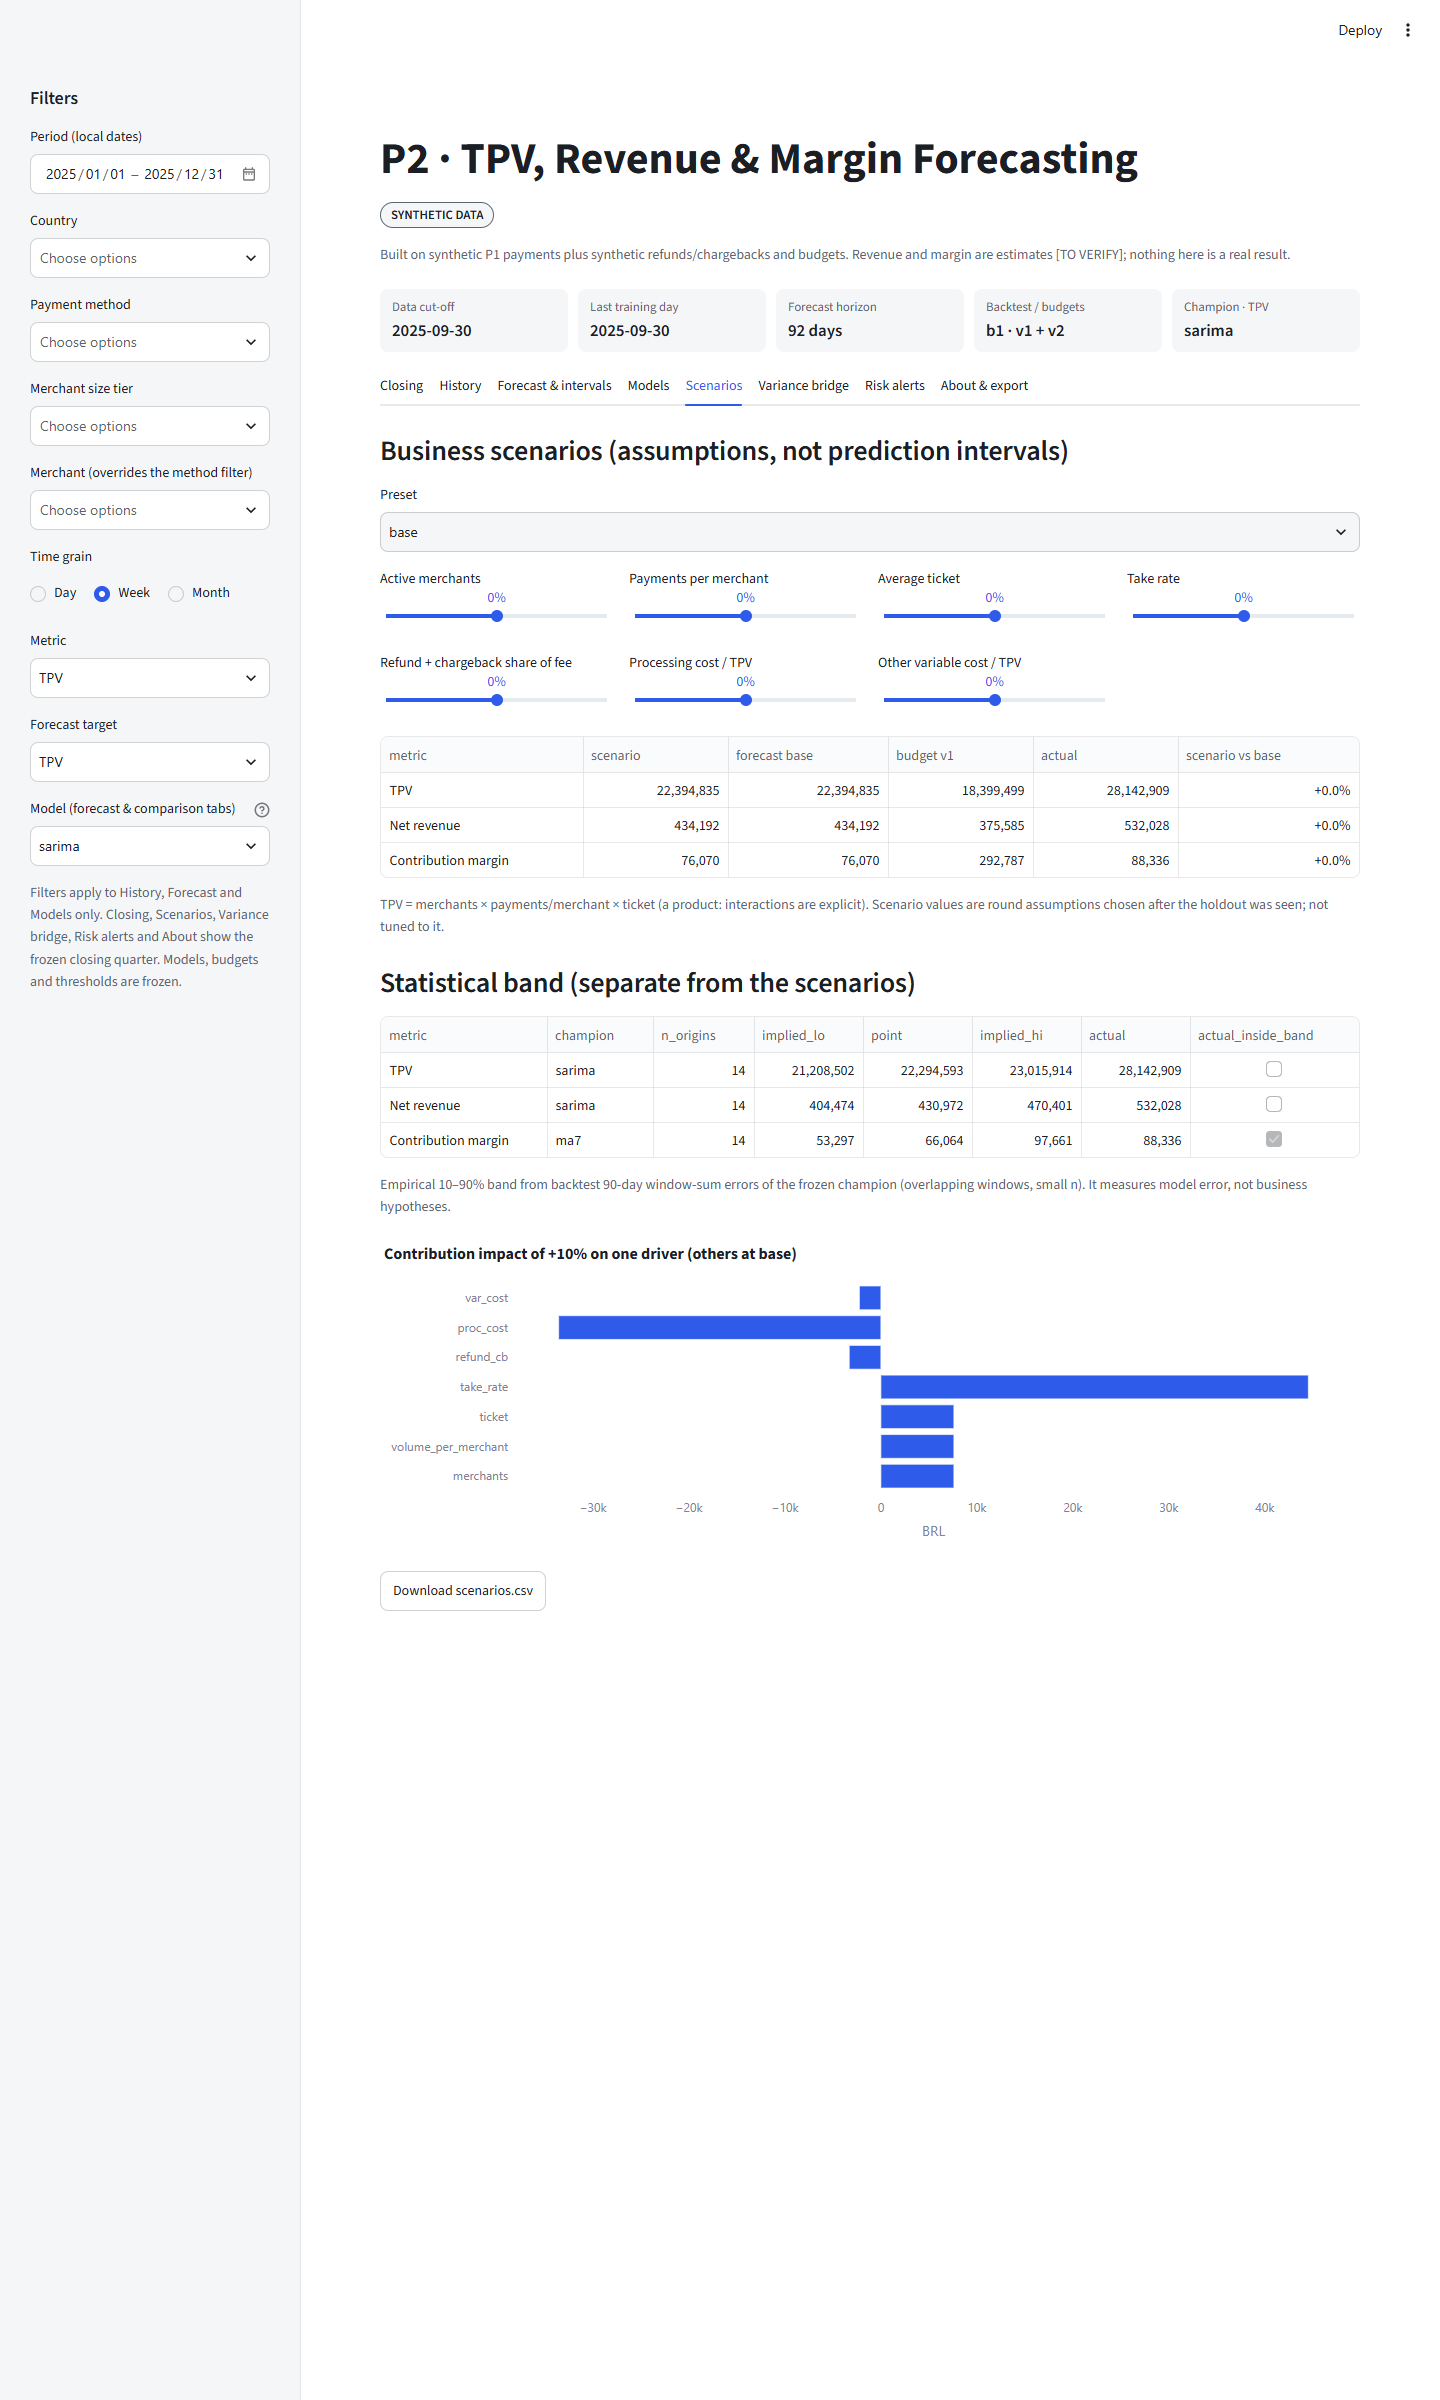 Deploy
Filters
Period (local dates)
2025/01/01 – 2025/12/31
Country
Choose options
Payment method
Choose options
Merchant size tier
Choose options
Merchant (overrides the method filter)
Choose options
Time grain
Day Week Month
Metric
TPV
Forecast target
TPV
Model (forecast & comparison tabs)
sarima
Filters apply to History, Forecast and
Models only. Closing, Scenarios, Variance
bridge, Risk alerts and About show the
frozen closing quarter. Models, budgets
and thresholds are frozen.
P2 · TPV, Revenue & Margin Forecasting
SYNTHETIC DATA
Built on synthetic P1 payments plus synthetic refunds/chargebacks and budgets. Revenue and margin are estimates [TO VERIFY]; nothing here is a real result.
Data cut-off
2025-09-30
Last training day
2025-09-30
Forecast horizon
92 days
Backtest / budgets
b1 · v1 + v2
Champion · TPV
sarima
Closing History Forecast & intervals Models Scenarios Variance bridge Risk alerts About & export
Business scenarios (assumptions, not prediction intervals)
Preset
base
Active merchants Payments per merchant Average ticket Take rate
0% 0% 0% 0%
Refund + chargeback share of fee Processing cost / TPV Other variable cost / TPV
0% 0% 0%
metric scenario forecast base budget v1 actual scenario vs base
TPV 22,394,835 22,394,835 18,399,499 28,142,909 +0.0%
Net revenue 434,192 434,192 375,585 532,028 +0.0%
Contribution margin 76,070 76,070 292,787 88,336 +0.0%
TPV = merchants × payments/merchant × ticket (a product: interactions are explicit). Scenario values are round assumptions chosen after the holdout was seen; not
tuned to it.
Statistical band (separate from the scenarios)
metric champion n_origins implied_lo point implied_hi actual actual_inside_band
TPV sarima 14 21,208,502 22,294,593 23,015,914 28,142,909
Net revenue sarima 14 404,474 430,972 470,401 532,028
Contribution margin ma7 14 53,297 66,064 97,661 88,336
Empirical 10–90% band from backtest 90-day window-sum errors of the frozen champion (overlapping windows, small n). It measures model error, not business
hypotheses.
Contribution impact of +10% on one driver (others at base)
var_cost
proc_cost
refund_cb
take_rate
ticket
volume_per_merchant
merchants
−30k −20k −10k 0 10k 20k 30k 40k
BRL
Download scenarios.csv